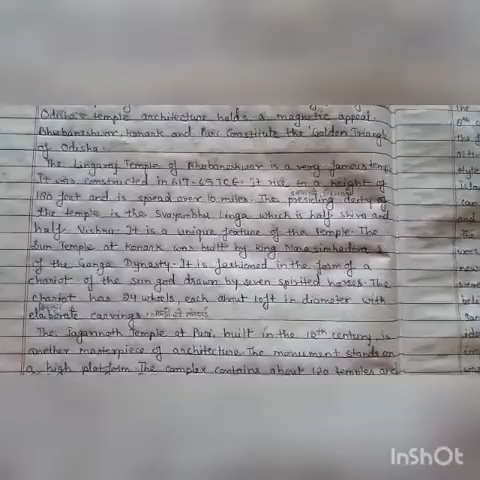 Odisha's temple architecture holds a magnetic appeal.
Bhubaneshwar, Konark and Puri constitute the 'Golden Triangle'
of Odisha.
The Lingaraj Temple of Bhubaneshwar is a very famous temp
It was constructed in 617-657 CE. It rise to a height of
180 feet and is spread over miles. The presiding deity of
the temple is the svayambhu linga which is half shiva and
half Vishnu. It is a unique feature of the temple. The
Sun Temple at Konark was built by King Narasimhadeva I
of the Ganga Dynasty. It is fashioned in the form of a
chariot of the sun god drawn by seven spirited horses. The
chariot has 24 wheels, each about 10ft in diameter with
elaborate carvings.
The Jagannath Temple at Puri, built in the 12th century, is
another masterpiece of architecture. The monument stands on
a high platform. The complex contains about 120 temples and
InShOt